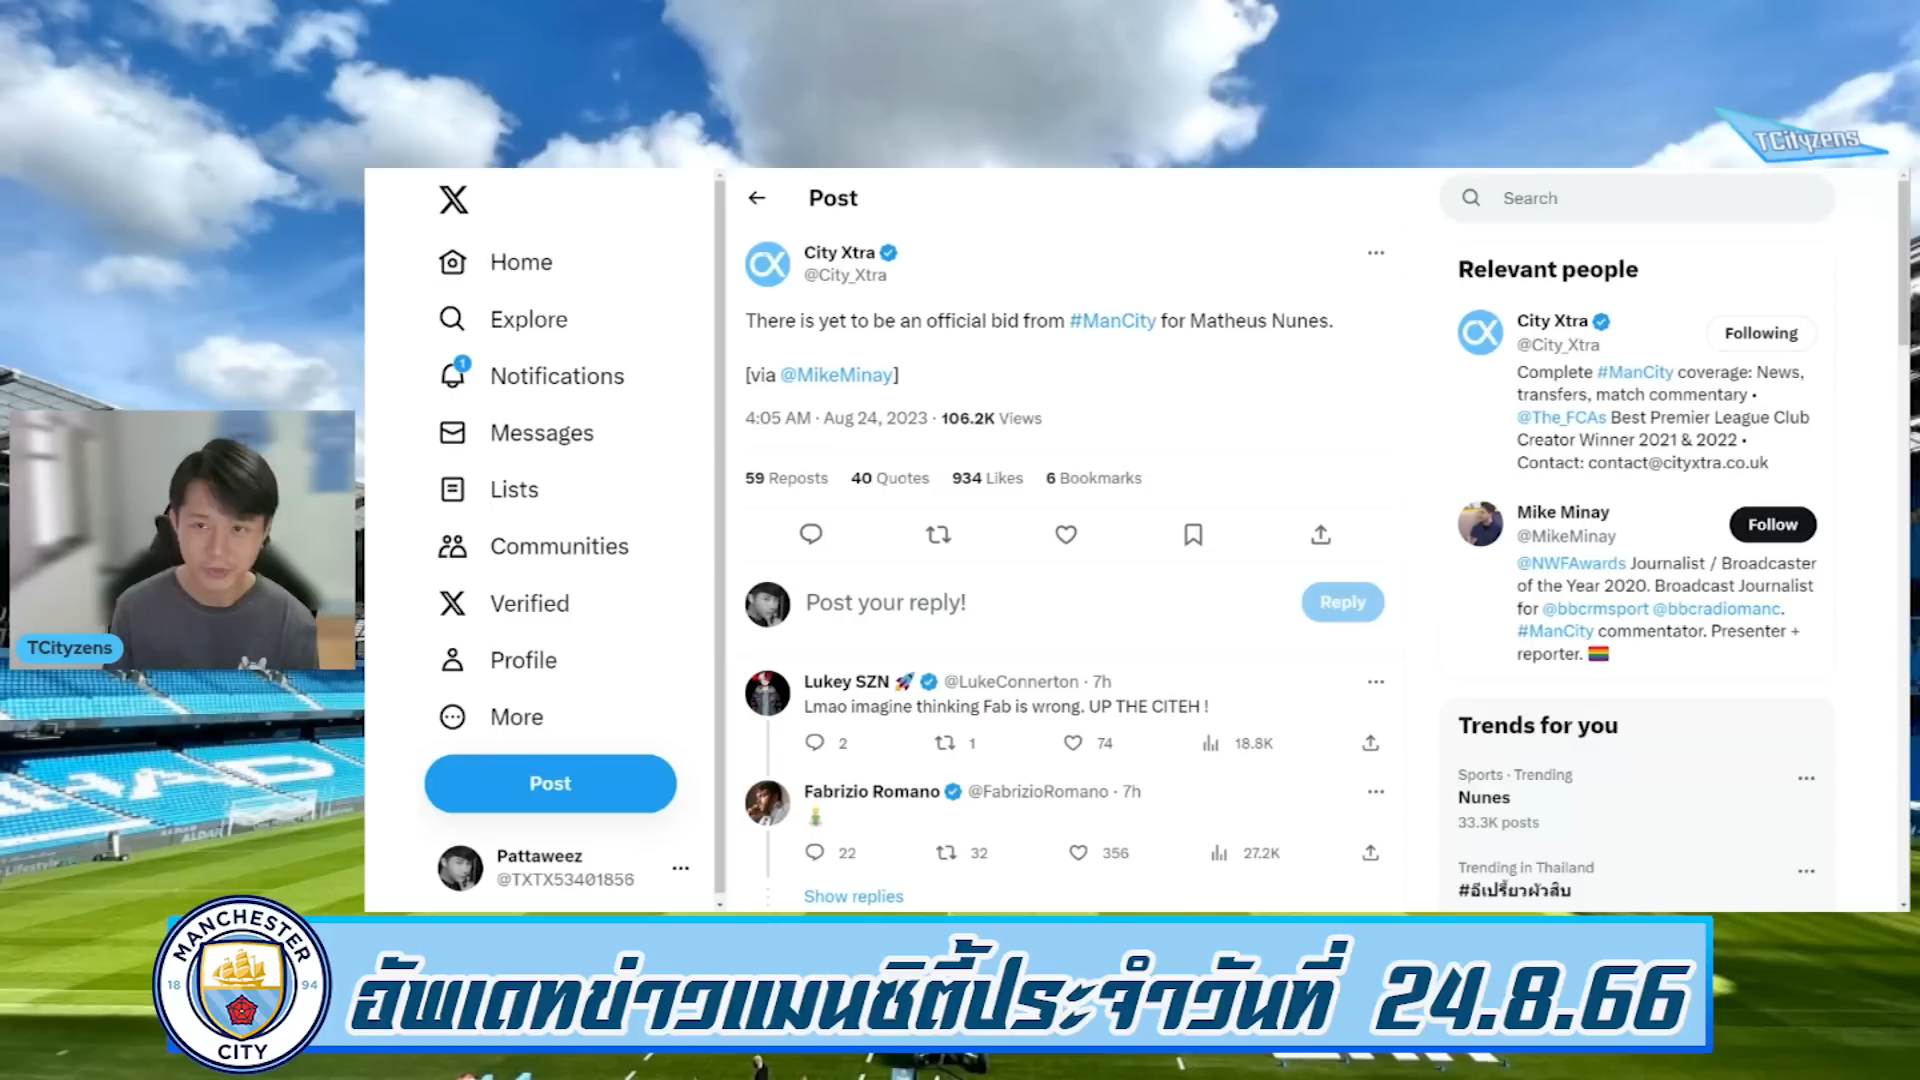 TCityzens
Post
Search
Home
Explore
1
Notifications
Messages
Lists
Communities
Verified
Profile
More
Post
Pattaweez
@TXTX53401856
City Xtra
@City_Xtra
There is yet to be an official bid from #ManCity for Matheus Nunes.
[via @MikeMinay]
4:05 AM · Aug 24, 2023 · 106.2K Views
59 Reposts 40 Quotes 934 Likes 6 Bookmarks
Post your reply!
Reply
Lukey SZN 🚀 @LukeConnerton · 7h
Lmao imagine thinking Fab is wrong. UP THE CITEH !
2 1 74 18.8K
Fabrizio Romano @FabrizioRomano · 7h
22 32 356 27.2K
Show replies
Relevant people
City Xtra
@City_Xtra
Following
Complete #ManCity coverage: News,
transfers, match commentary •
@The_FCAs Best Premier League Club
Creator Winner 2021 & 2022 •
Contact: contact@cityxtra.co.uk
Mike Minay
@MikeMinay
Follow
@NWFAwards Journalist / Broadcaster
of the Year 2020. Broadcast Journalist
for @bbcrmsport @bbcradiomanc.
#ManCity commentator. Presenter +
reporter. 🏳️‍🌈
Trends for you
Sports · Trending
Nunes
33.3K posts
Trending in Thailand
#อีเปรี้ยวผัวสิบ
TCityzens
MANCHESTER
18 94
CITY
อัพเดทข่าวแมนซิตี้ประจำวันที่ 24.8.66